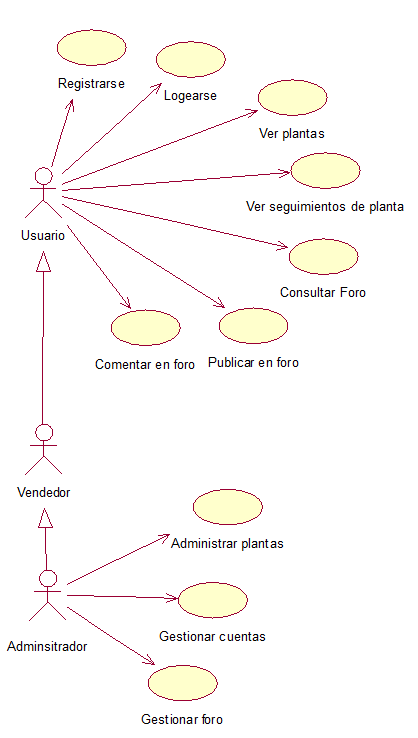 Registrarse
Logearse
Ver plantas
Ver seguimientos de planta
Usuario
Consultar Foro
Comentar en foro
Publicar en foro
Vendedor
Administrar plantas
Gestionar cuentas
Adminsitrador
Gestionar foro